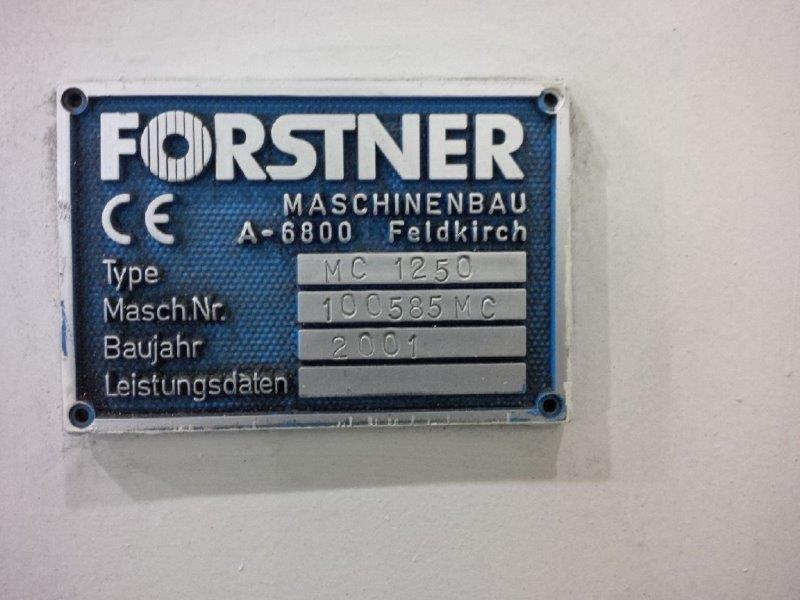 FORSTNER
CE MASCHINENBAU
A-6800 Feldkirch
Type MC 1250
Masch.Nr. 100585MC
Baujahr 2001
Leistungsdaten